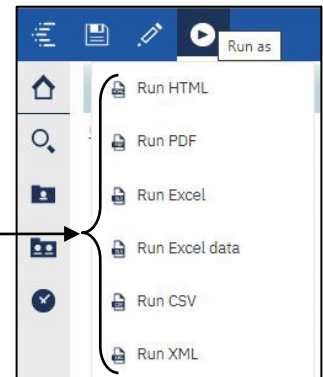 Run as
Run HTML
Run PDF
Run Excel
Run Excel data
Run CSV
Run XML